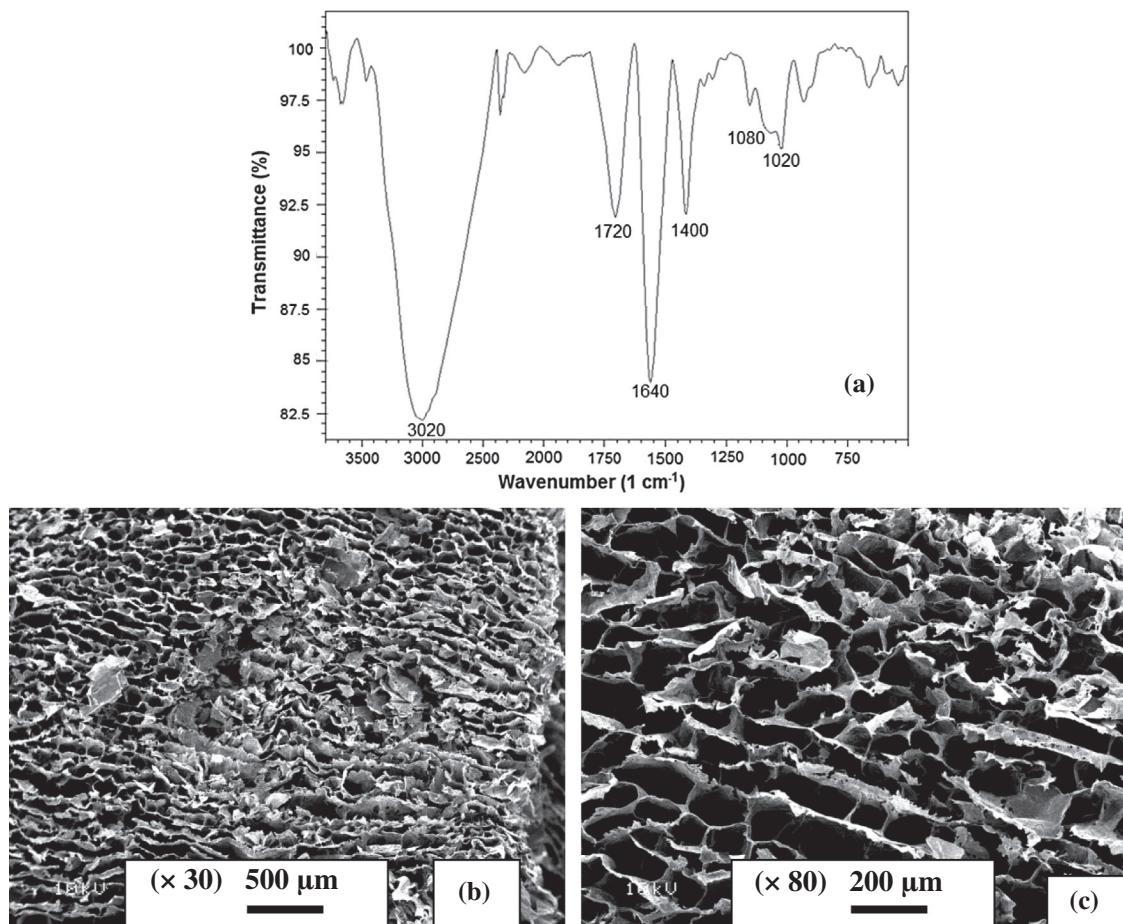 100
97.5
95
92.5
90
87.5
85
82.5
Transmittance (%)
1080
1020
1720
1400
1640
3020
(a)
3500 3000 2500 2000 1750 1500 1250 1000 750
Wavenumber (1 cm-1)
10kV
(× 30) 500 µm
(b)
10kV
(× 80) 200 µm
(c)